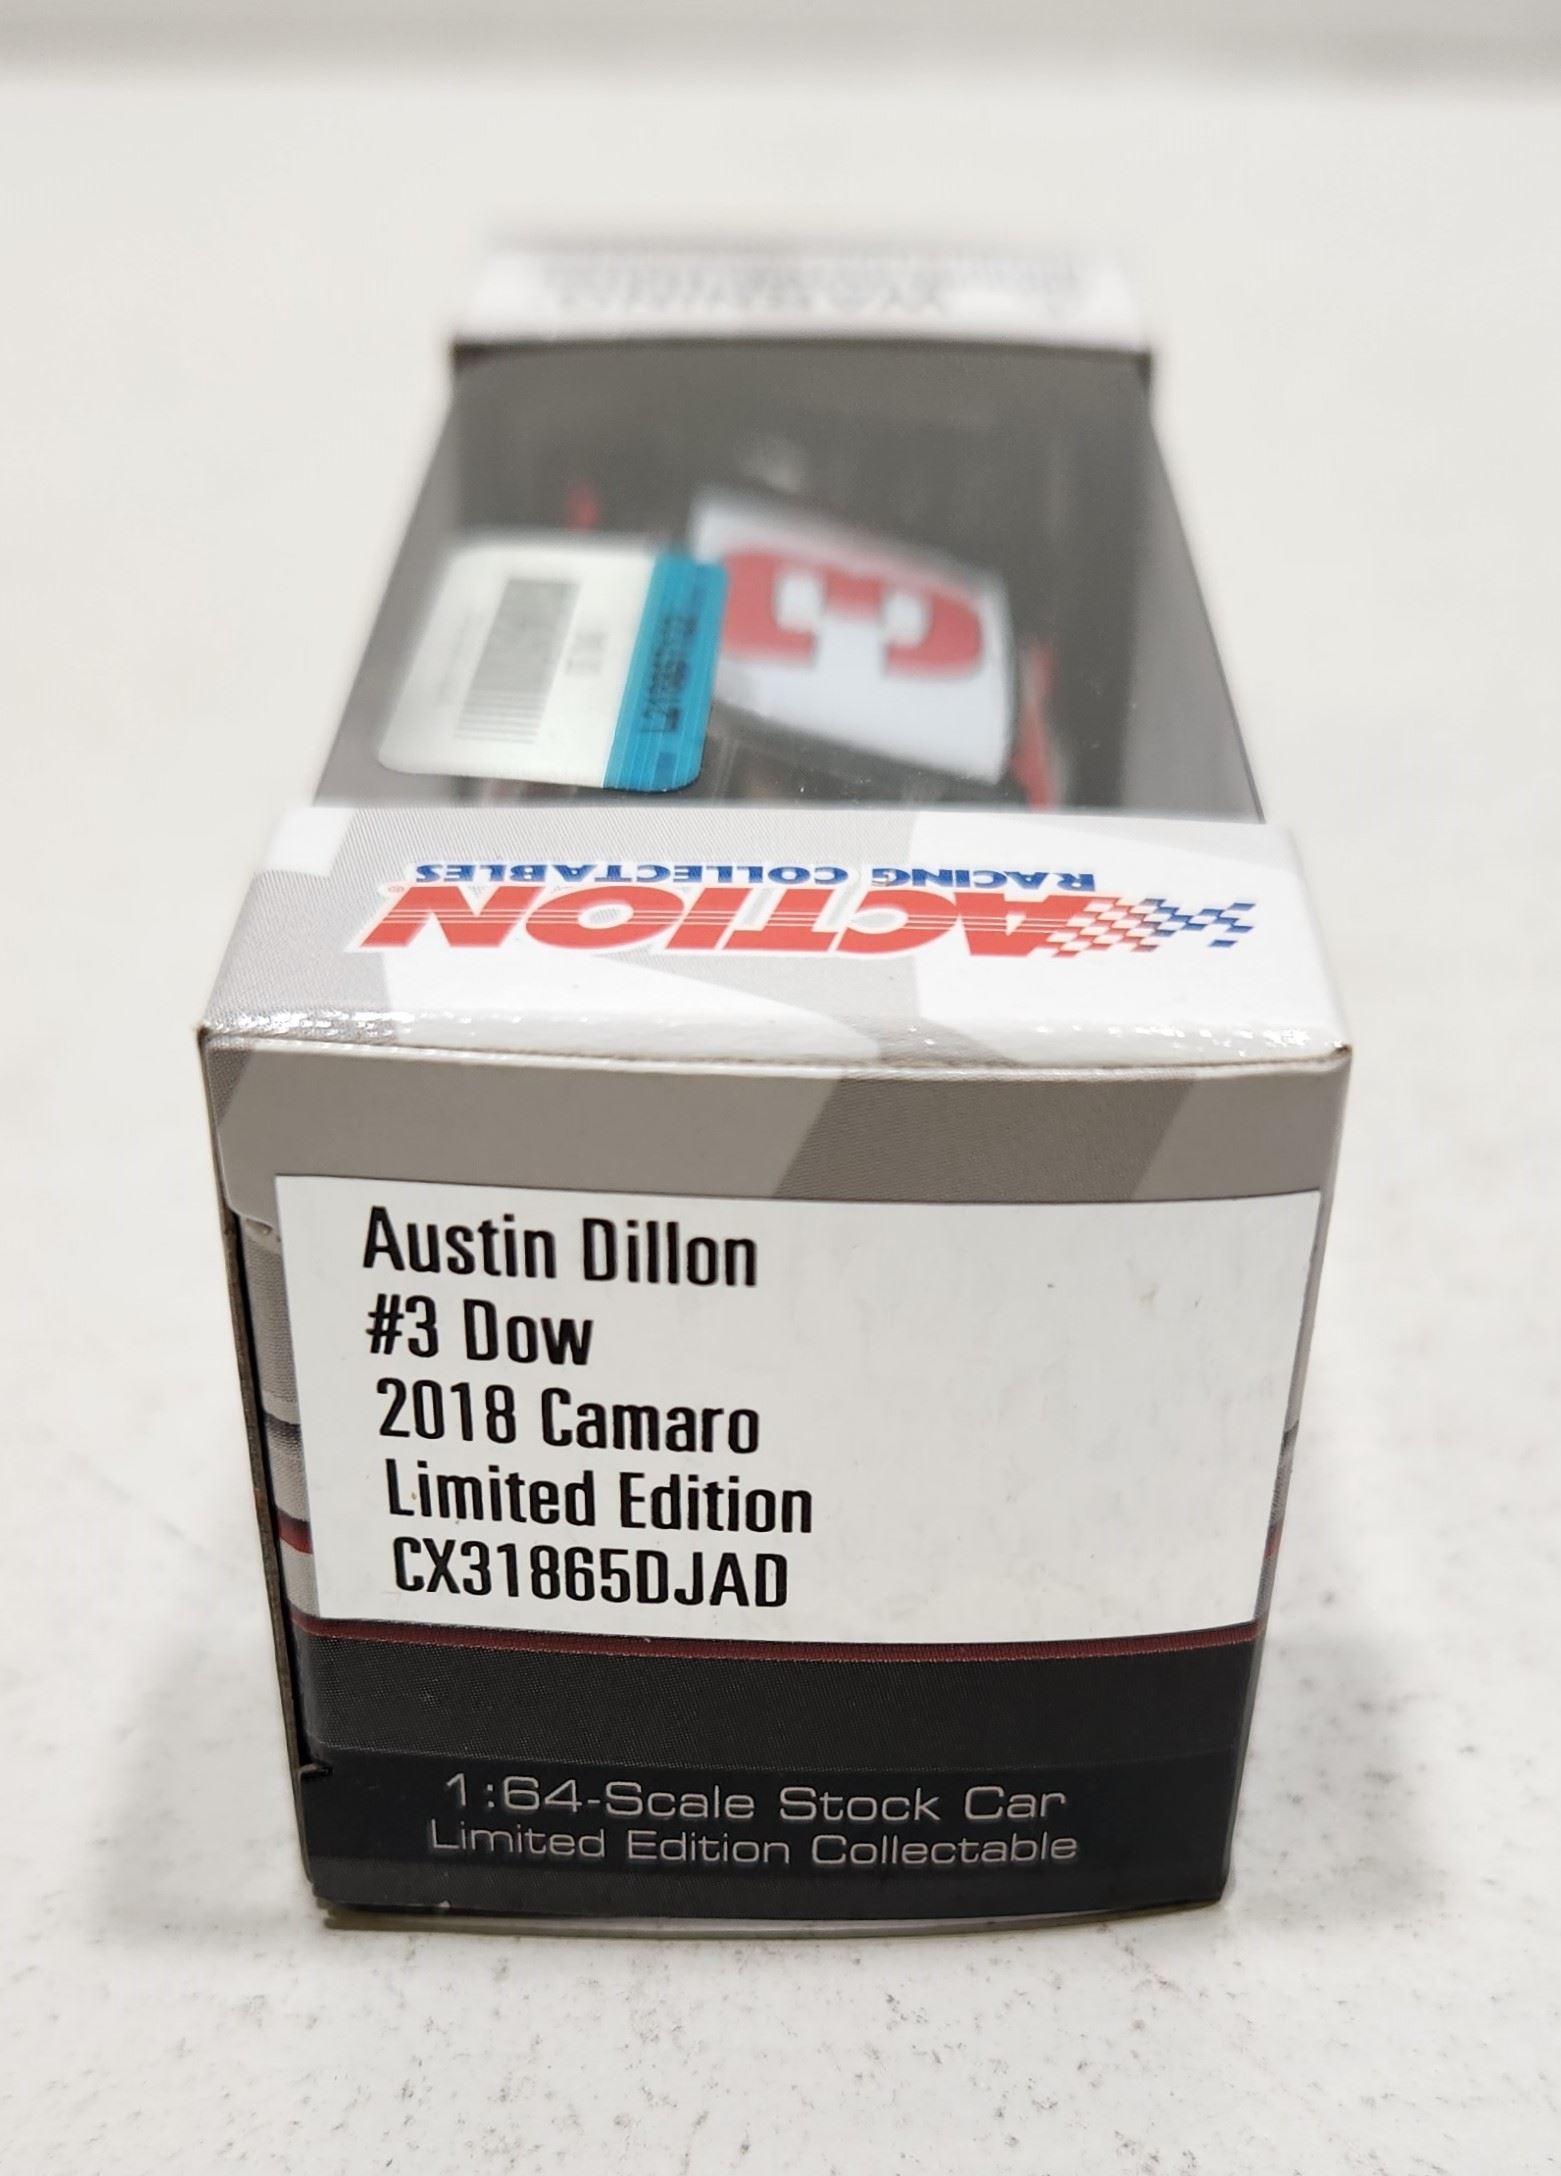 3
RACING COLLECTABLES
ACTION
Austin Dillon
#3 Dow
2018 Camaro
Limited Edition
CX31865DJAD
1:64-Scale Stock Car
Limited Edition Collectable